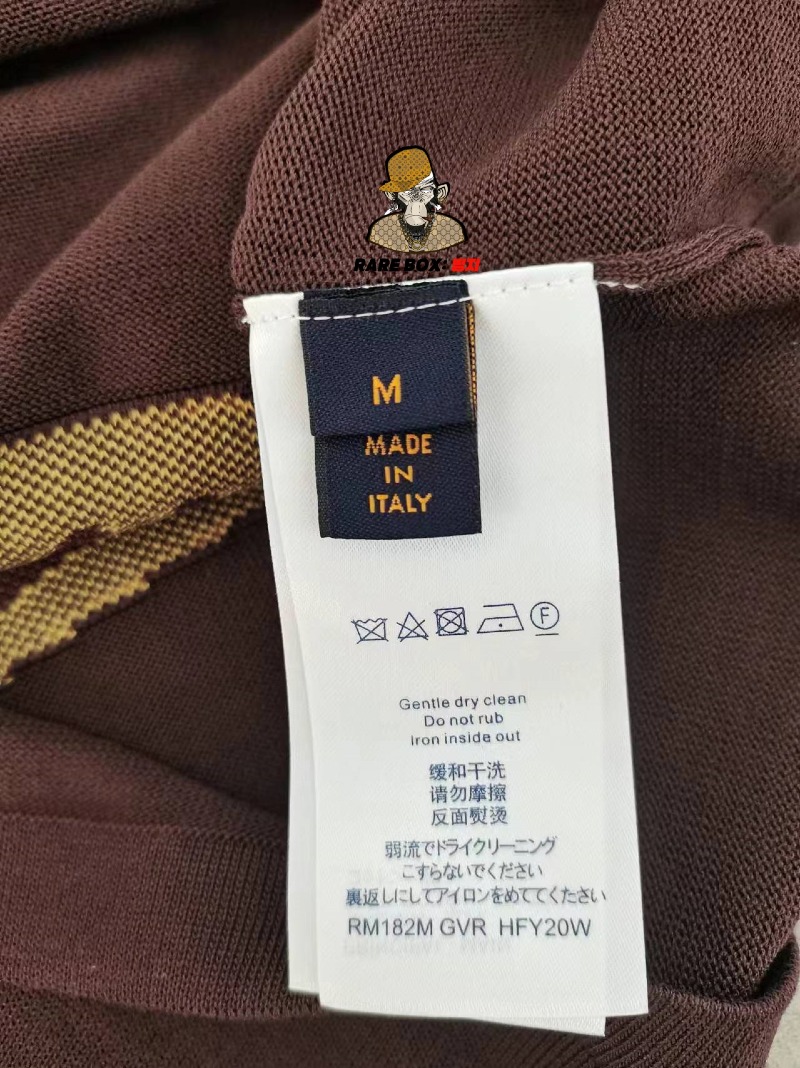 RARE BOX
M
MADE
IN
ITALY
F
Gentle dry clean
Do not rub
Iron inside out
缓和干洗
请勿摩擦
反面熨烫
弱流でドライクリーニング
こすらないでください
裏返しにしてアイロンをめててください
RM182M GVR HFY20W